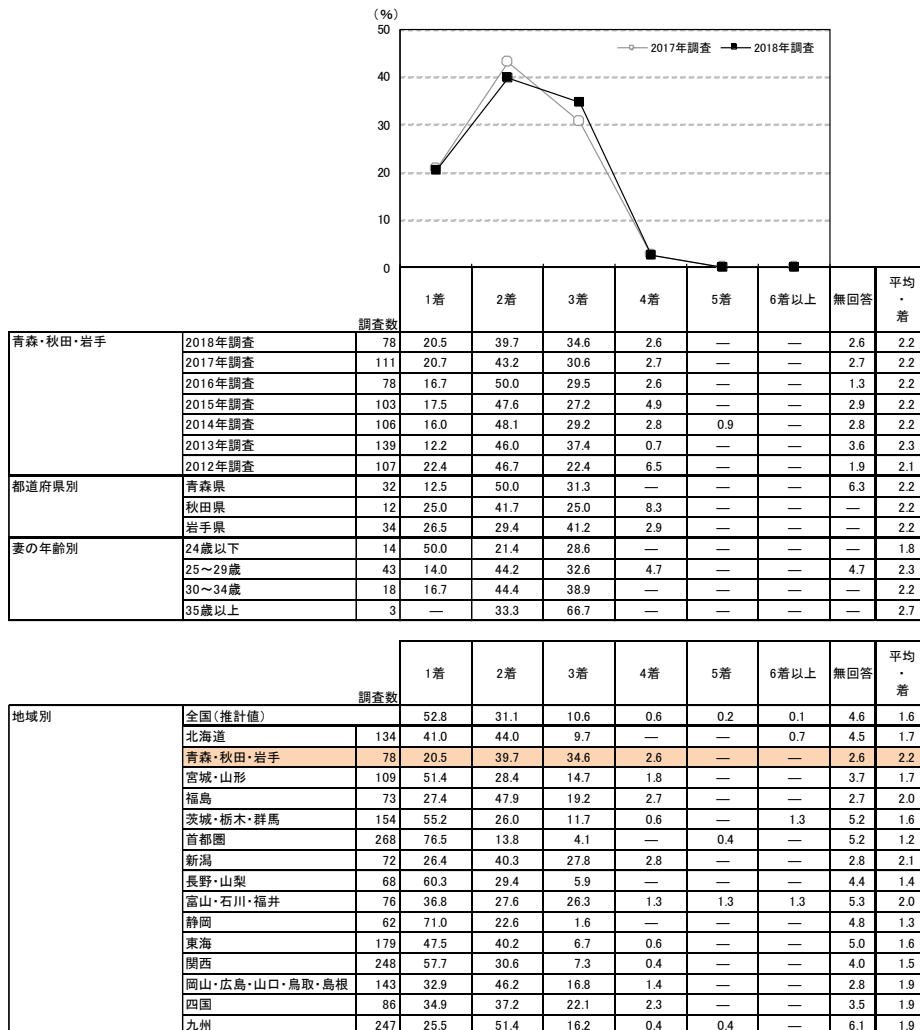 (%)
50
2017年調査 2018年調査
40
30
20
10
0
調査数 1着 2着 3着 4着 5着 6着以上 無回答 平均・着
青森・秋田・岩手 2018年調査 78 20.5 39.7 34.6 2.6 — — 2.6 2.2
2017年調査 111 20.7 43.2 30.6 2.7 — — 2.7 2.2
2016年調査 78 16.7 50.0 29.5 2.6 — — 1.3 2.2
2015年調査 103 17.5 47.6 27.2 4.9 — — 2.9 2.2
2014年調査 106 16.0 48.1 29.2 2.8 0.9 — 2.8 2.2
2013年調査 139 12.2 46.0 37.4 0.7 — — 3.6 2.3
2012年調査 107 22.4 46.7 22.4 6.5 — — 1.9 2.1
都道府県別 青森県 32 12.5 50.0 31.3 — — — 6.3 2.2
秋田県 12 25.0 41.7 25.0 8.3 — — — 2.2
岩手県 34 26.5 29.4 41.2 2.9 — — — 2.2
妻の年齢別 24歳以下 14 50.0 21.4 28.6 — — — — 1.8
25～29歳 43 14.0 44.2 32.6 4.7 — — 4.7 2.3
30～34歳 18 16.7 44.4 38.9 — — — — 2.2
35歳以上 3 — 33.3 66.7 — — — — 2.7
調査数 1着 2着 3着 4着 5着 6着以上 無回答 平均・着
地域別 全国(推計値) 52.8 31.1 10.6 0.6 0.2 0.1 4.6 1.6
北海道 134 41.0 44.0 9.7 — — 0.7 4.5 1.7
青森・秋田・岩手 78 20.5 39.7 34.6 2.6 — — 2.6 2.2
宮城・山形 109 51.4 28.4 14.7 1.8 — — 3.7 1.7
福島 73 27.4 47.9 19.2 2.7 — — 2.7 2.0
茨城・栃木・群馬 154 55.2 26.0 11.7 0.6 — 1.3 5.2 1.6
首都圏 268 76.5 13.8 4.1 — 0.4 — 5.2 1.2
新潟 72 26.4 40.3 27.8 2.8 — — 2.8 2.1
長野・山梨 68 60.3 29.4 5.9 — — — 4.4 1.4
富山・石川・福井 76 36.8 27.6 26.3 1.3 1.3 1.3 5.3 2.0
静岡 62 71.0 22.6 1.6 — — — 4.8 1.3
東海 179 47.5 40.2 6.7 0.6 — — 5.0 1.6
関西 248 57.7 30.6 7.3 0.4 — — 4.0 1.5
岡山・広島・山口・鳥取・島根 143 32.9 46.2 16.8 1.4 — — 2.8 1.9
四国 86 34.9 37.2 22.1 2.3 — — 3.5 1.9
九州 247 25.5 51.4 16.2 0.4 0.4 — 6.1 1.9